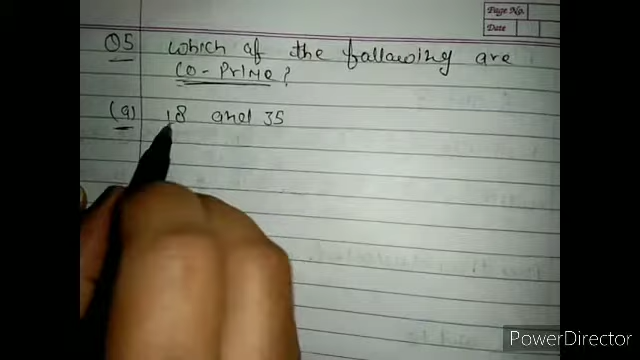 Page No.
Date
Q5 Which of the following are
Co-Prime?
(a) 18 and 35
PowerDirector